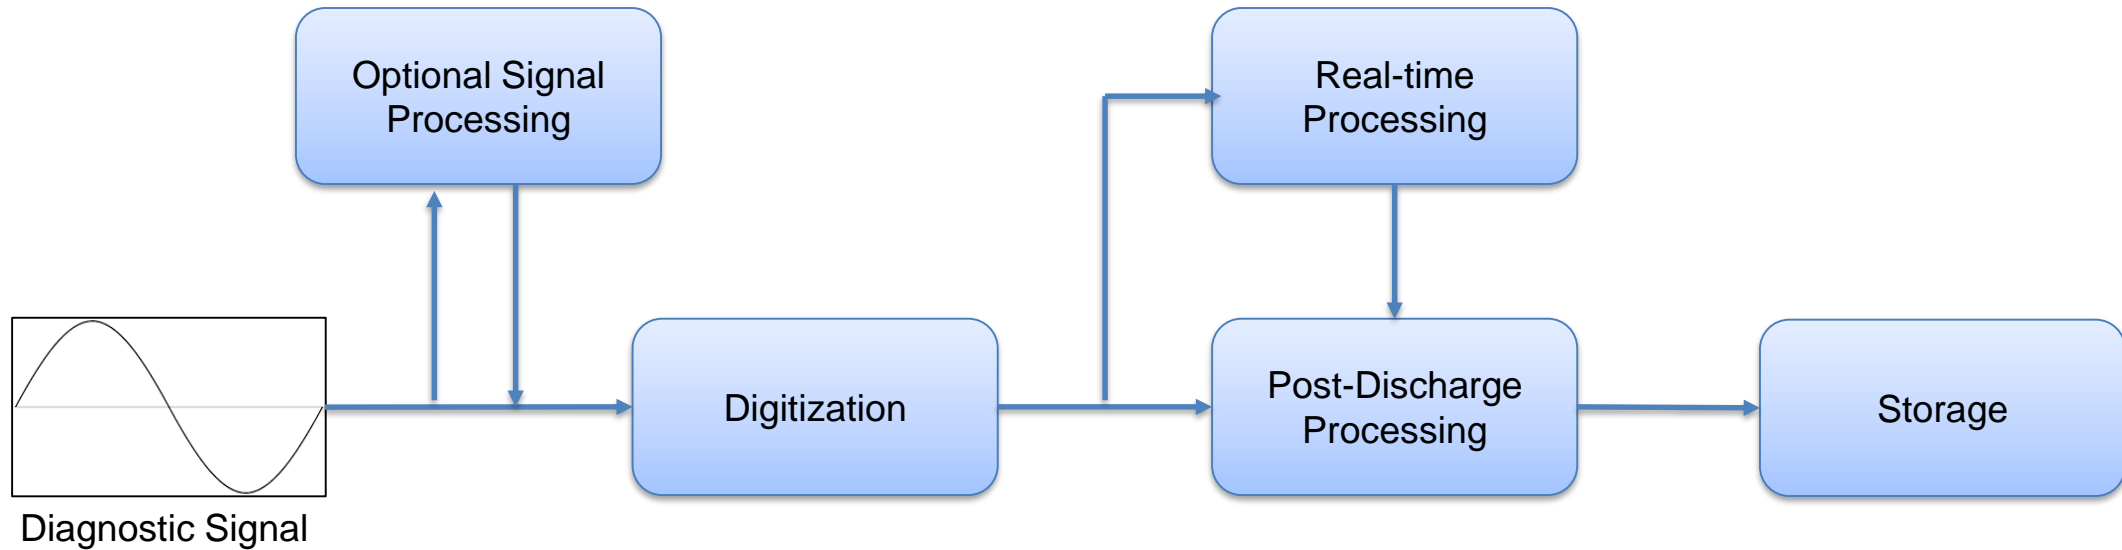 Optional Signal
Processing
Real-time
Processing
Digitization
Post-Discharge
Processing
Storage
Diagnostic Signal